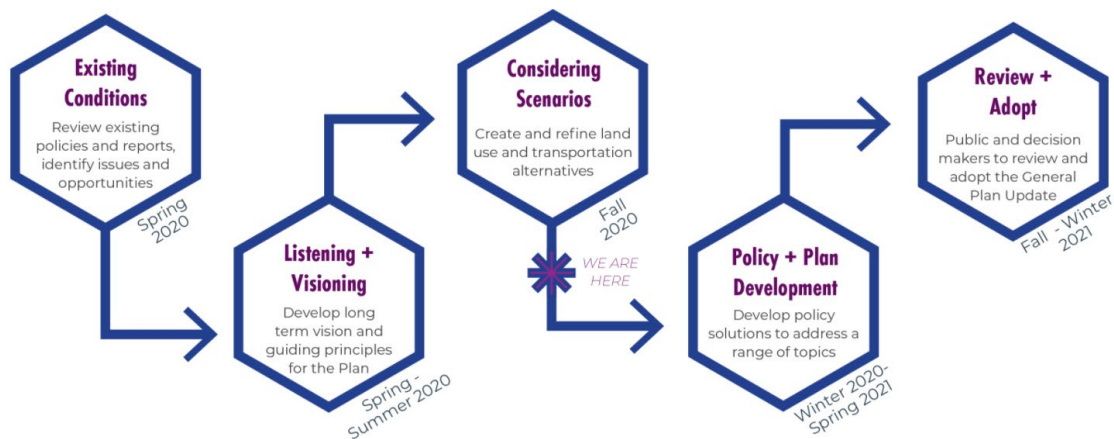 Existing
Conditions
Review existing
policies and reports,
identify issues and
opportunities
Spring
2020
Listening +
Visioning
Develop long
term vision and
guiding principles
for the Plan
Spring -
Summer 2020
Considering
Scenarios
Create and refine land
use and transportation
alternatives
Fall
2020
WE ARE
HERE
Policy + Plan
Development
Develop policy
solutions to address a
range of topics
Winter 2020-
Spring 2021
Review +
Adopt
Public and decision
makers to review and
adopt the General
Plan Update
Fall - Winter
2021